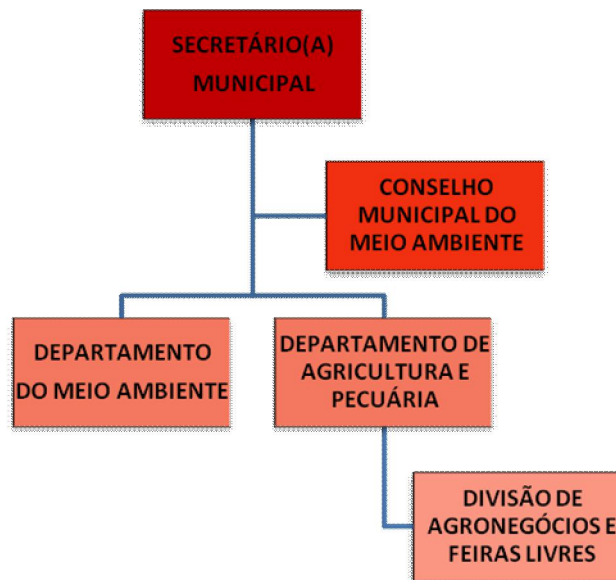 SECRETÁRIO(A)
MUNICIPAL
CONSELHO
MUNICIPAL DO
MEIO AMBIENTE
DEPARTAMENTO
DO MEIO AMBIENTE
DEPARTAMENTO DE
AGRICULTURA E
PECUÁRIA
DIVISÃO DE
AGRONEGÓCIOS E
FEIRAS LIVRES